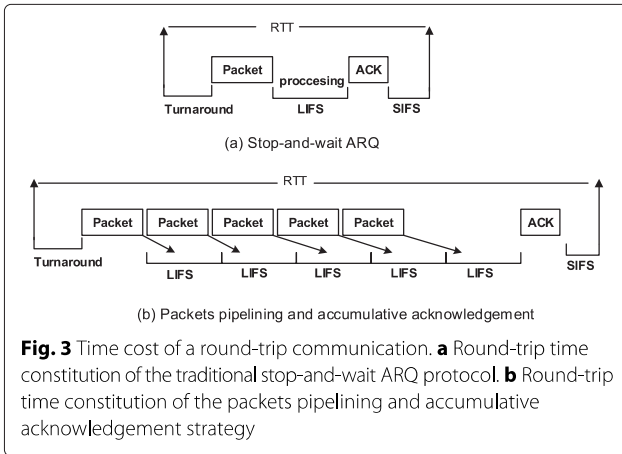 RTT
Packet
proccesing
ACK
Turnaround
LIFS
SIFS
(a) Stop-and-wait ARQ
RTT
Packet Packet Packet Packet Packet ACK
Turnaround
LIFS LIFS LIFS LIFS LIFS
SIFS
(b) Packets pipelining and accumulative acknowledgement
Fig. 3 Time cost of a round-trip communication. a Round-trip time
constitution of the traditional stop-and-wait ARQ protocol. b Round-trip
time constitution of the packets pipelining and accumulative
acknowledgement strategy